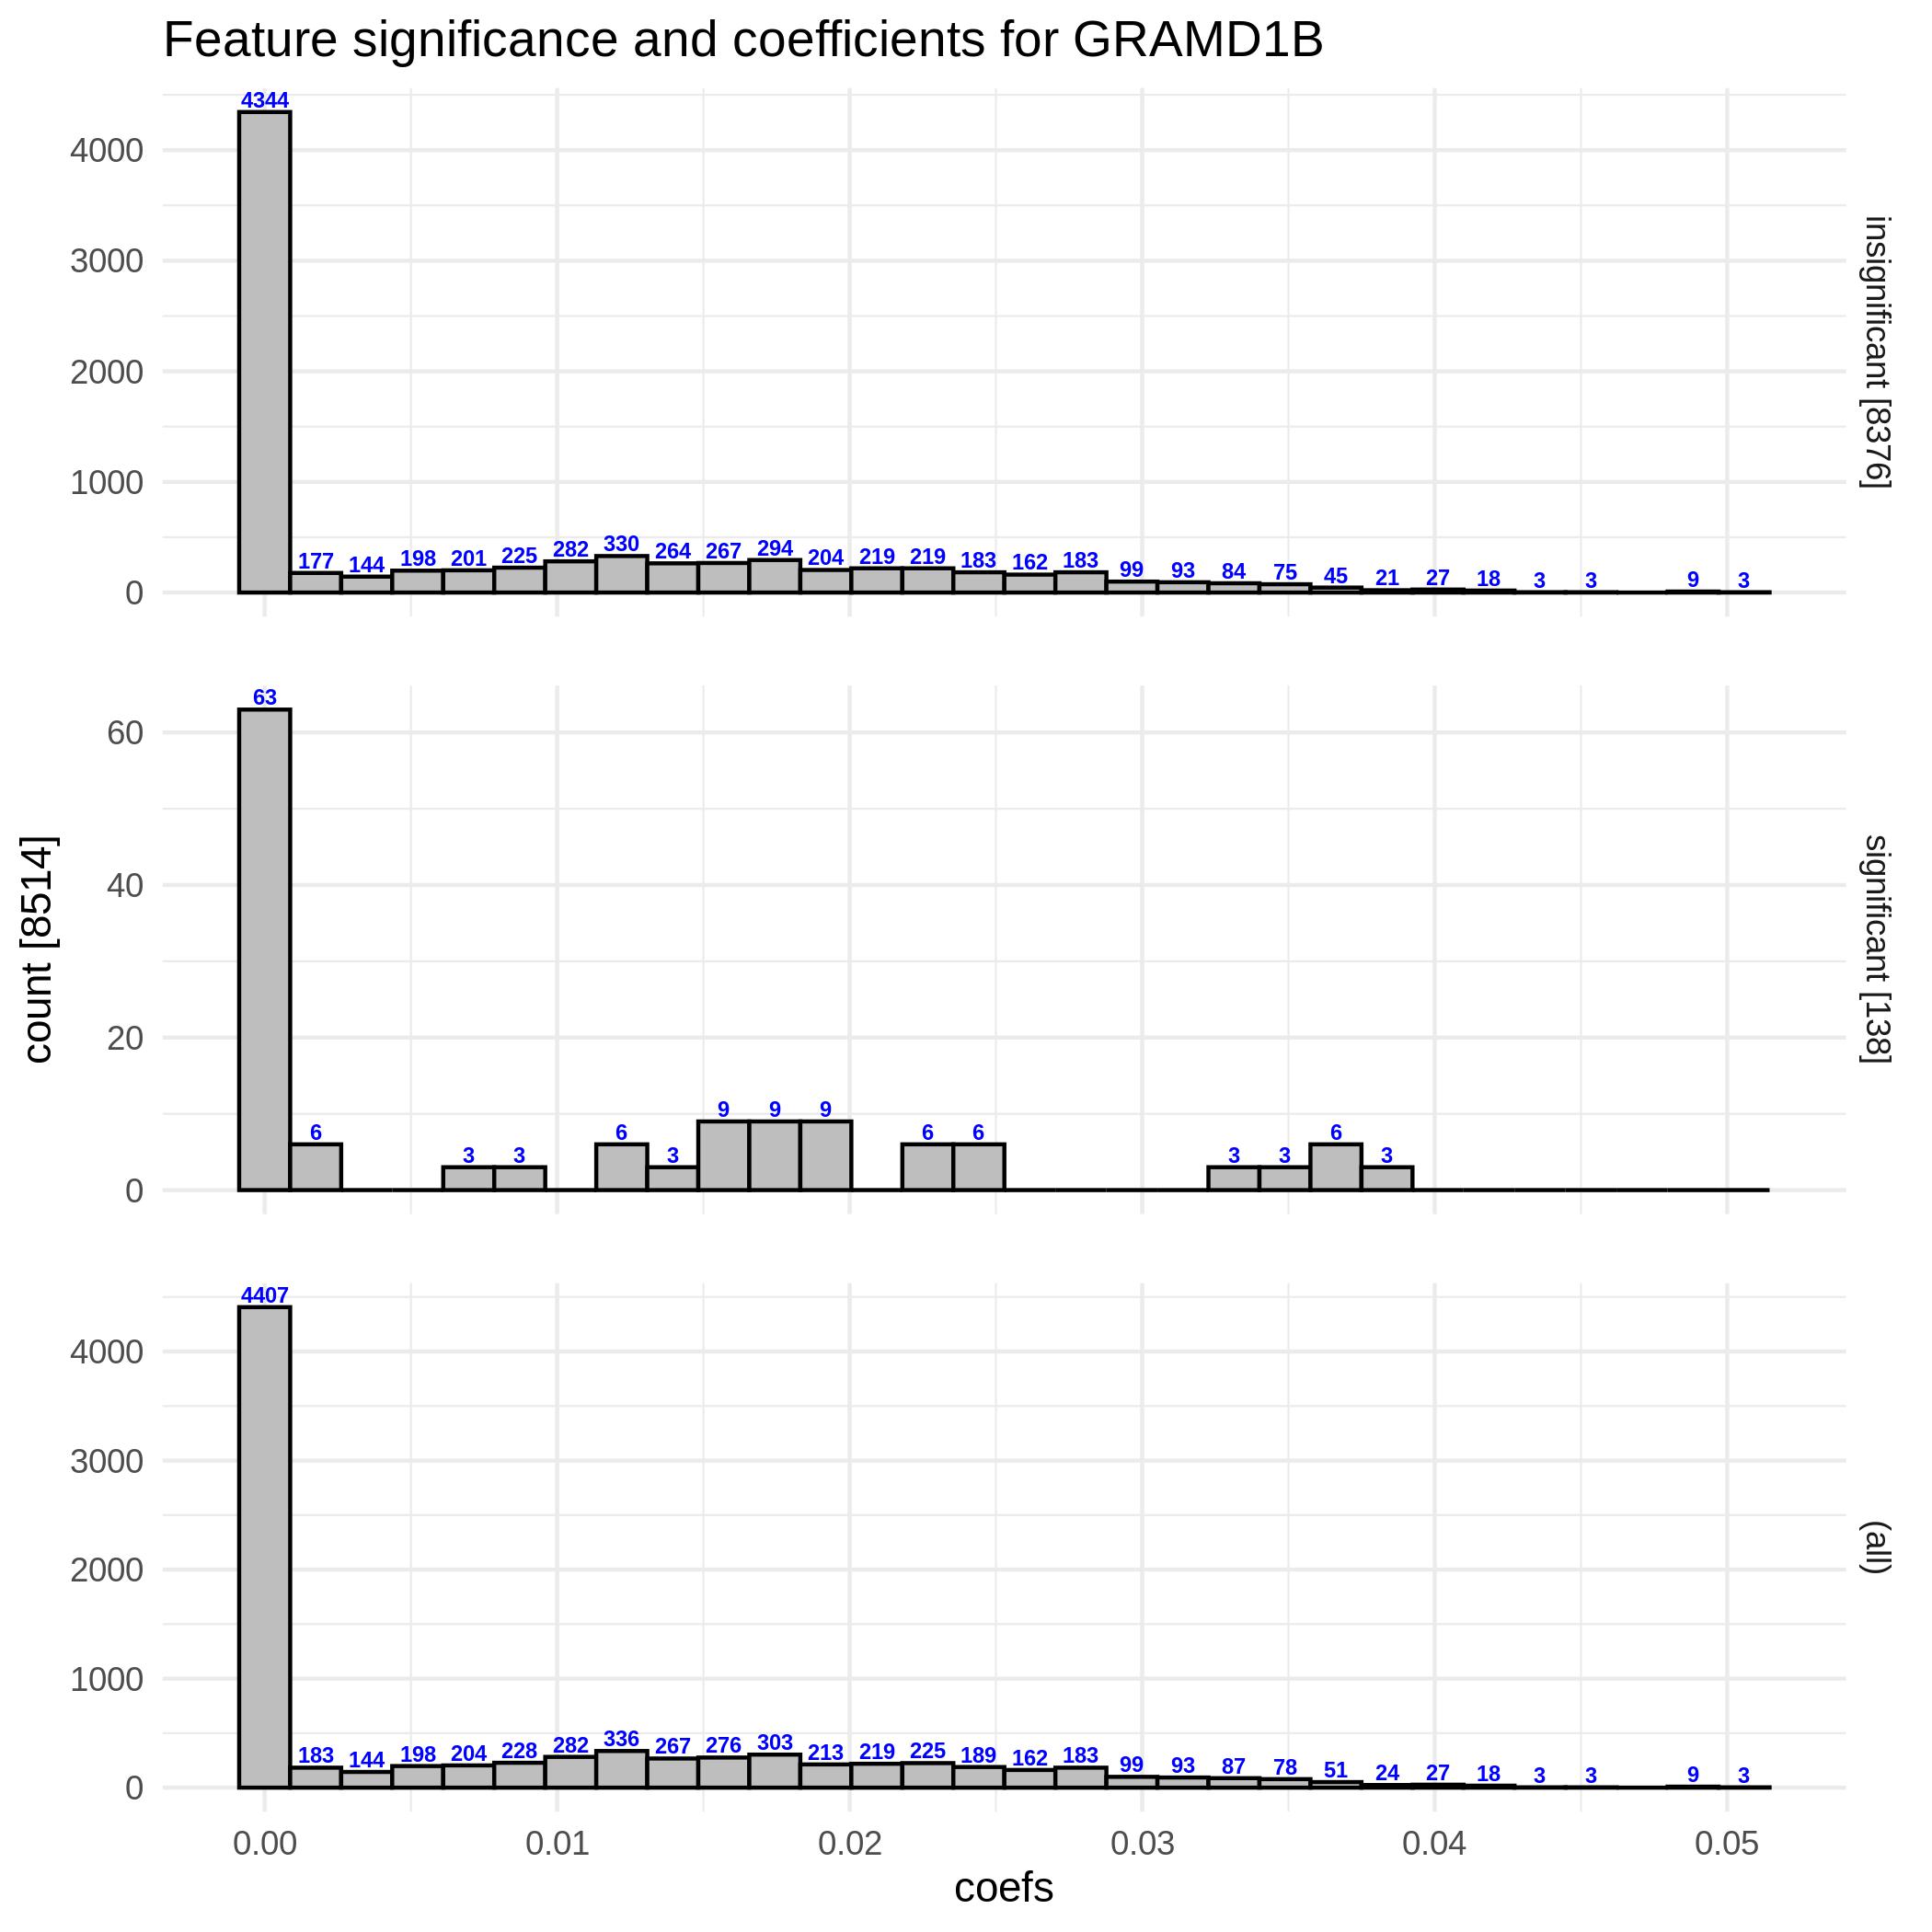 Feature significance and coefficients for GRAMD1B
4344
4000
3000
2000
1000
0
177 144 198 201 225 282 330 264 267 294 204 219 219 183 162 183 99 93 84 75 45 21 27 18 3 3 9 3
insignificant [8376]
63
60
40
20
0
6 3 3 6 3 9 9 9 6 6 3 3 6 3
significant [138]
count [8514]
4407
4000
3000
2000
1000
0
183 144 198 204 228 282 336 267 276 303 213 219 225 189 162 183 99 93 87 78 51 24 27 18 3 3 9 3
(all)
0.00 0.01 0.02 0.03 0.04 0.05
coefs